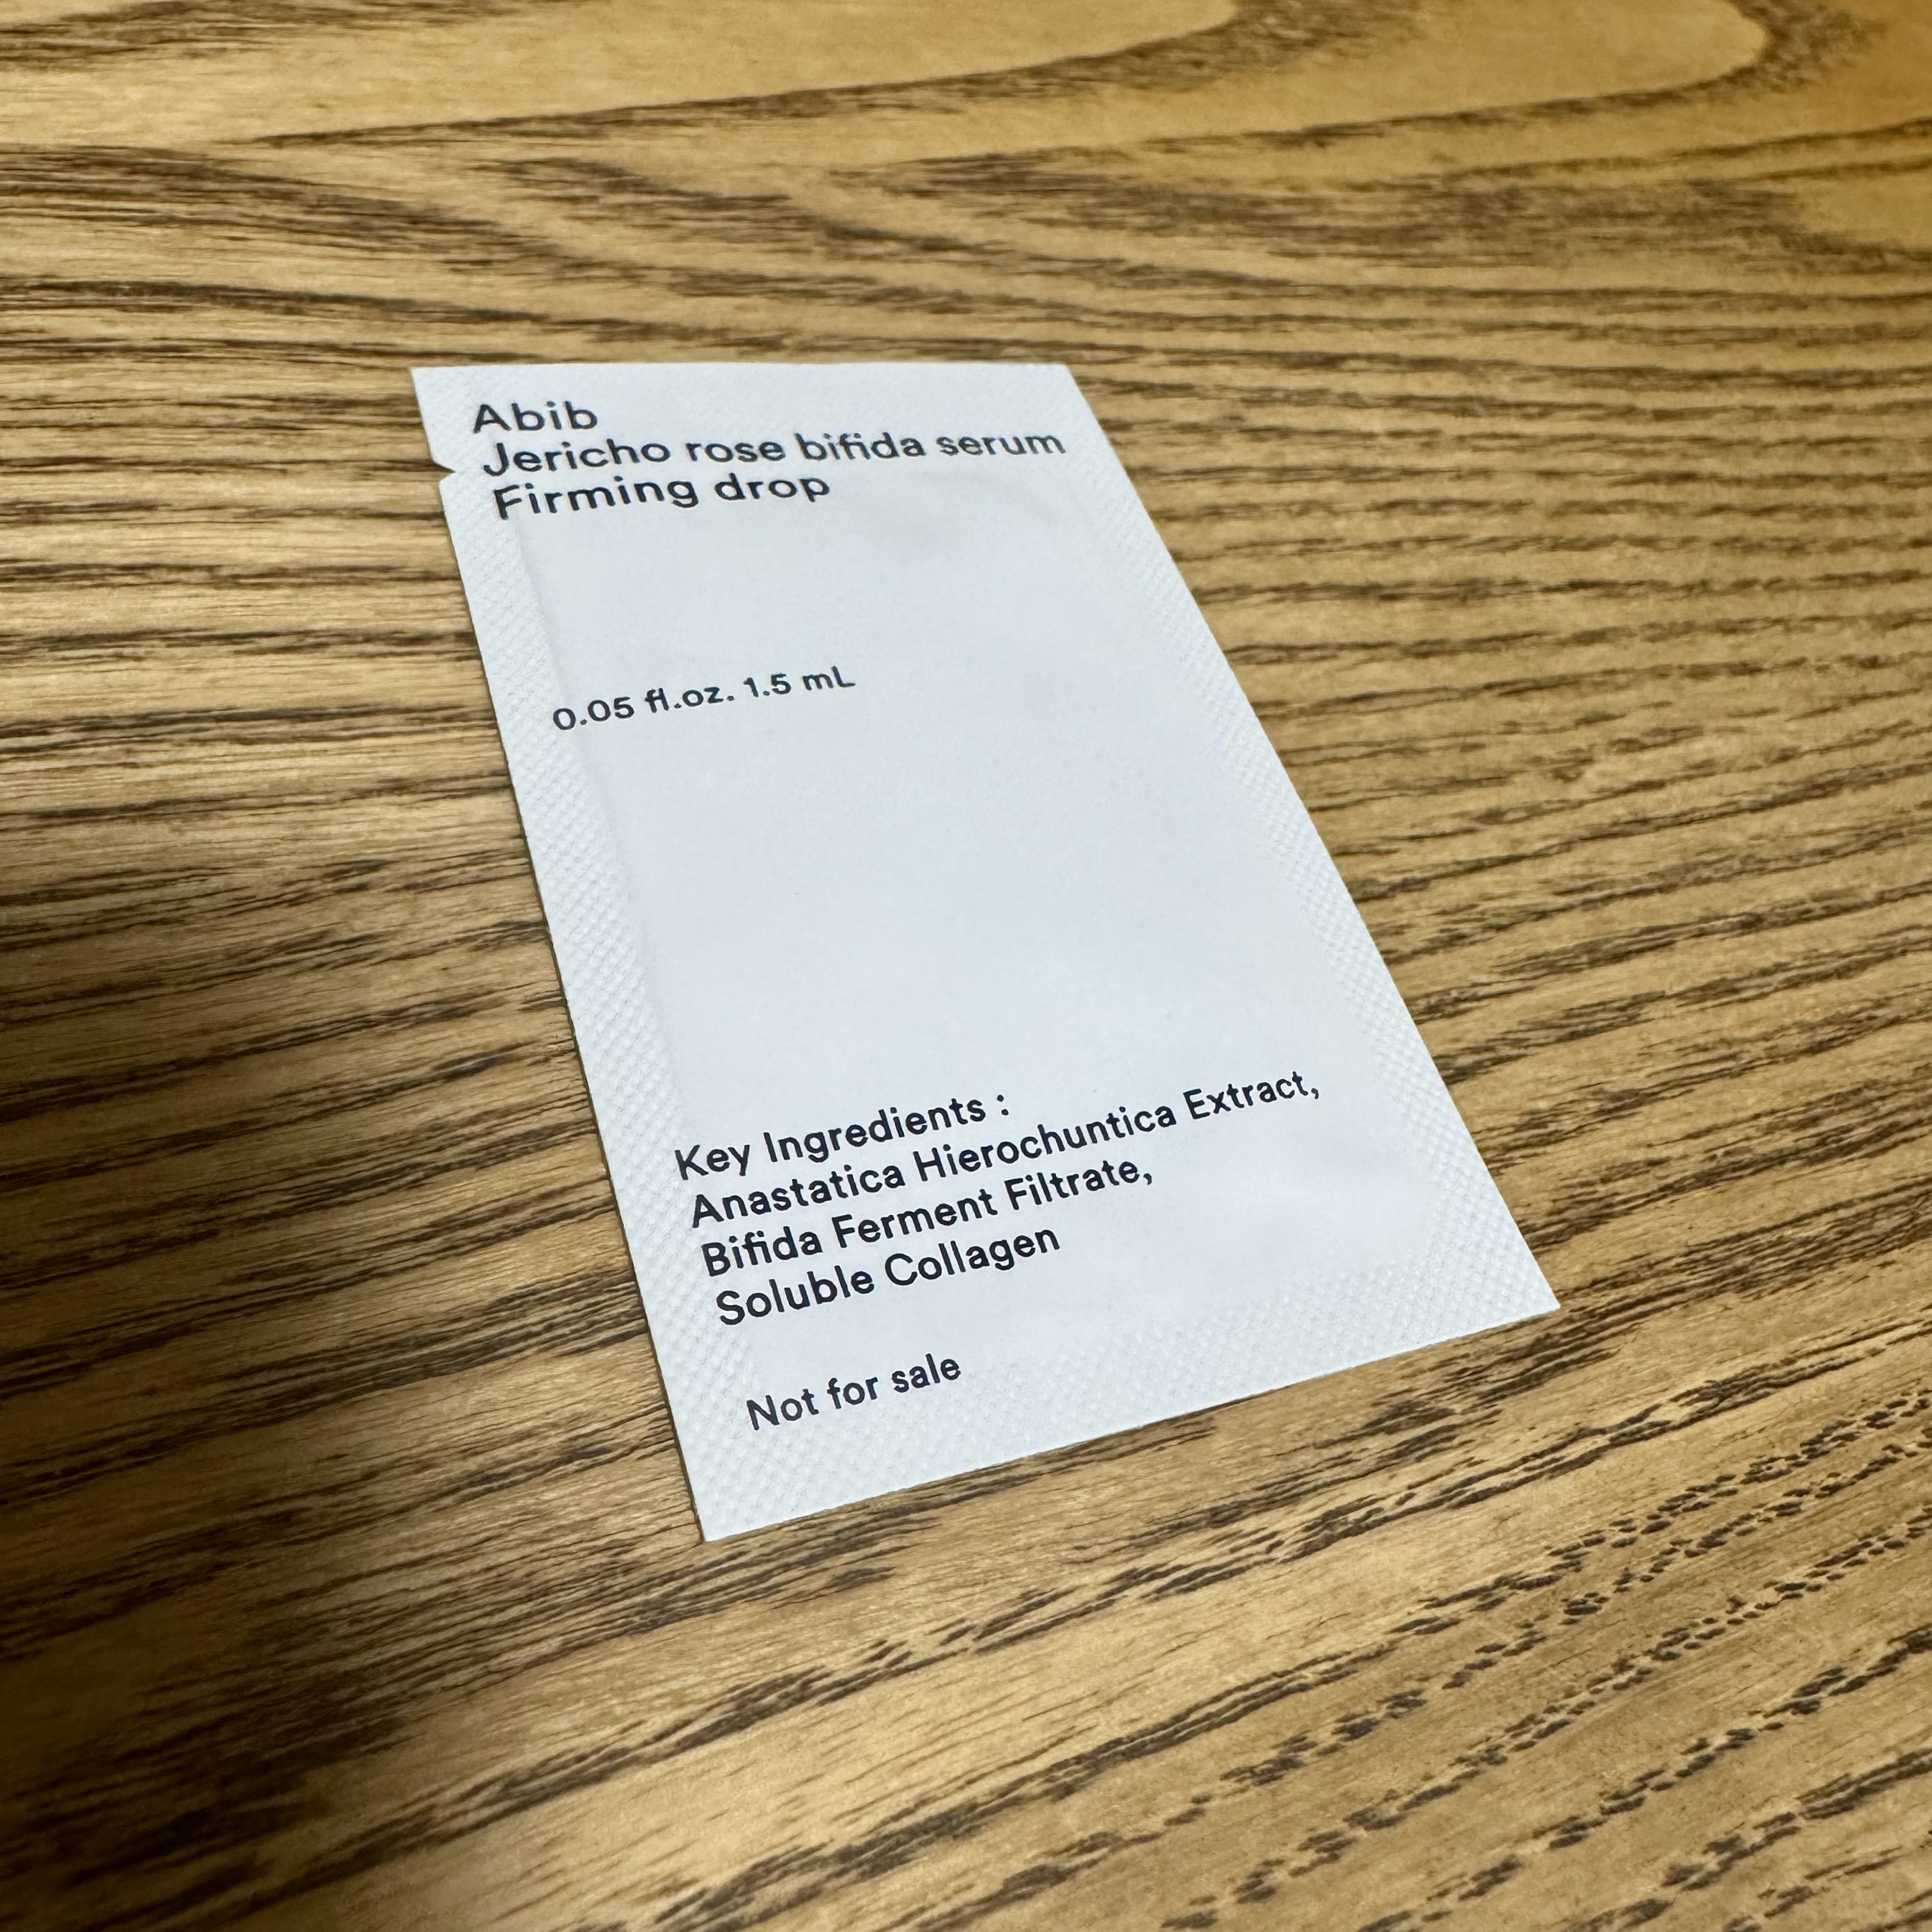 Abib
Jericho rose bifida serum
Firming drop
0.05 fl.oz. 1.5 mL
Key Ingredients :
Anastatica Hierochuntica Extract,
Bifida Ferment Filtrate,
Soluble Collagen
Not for sale